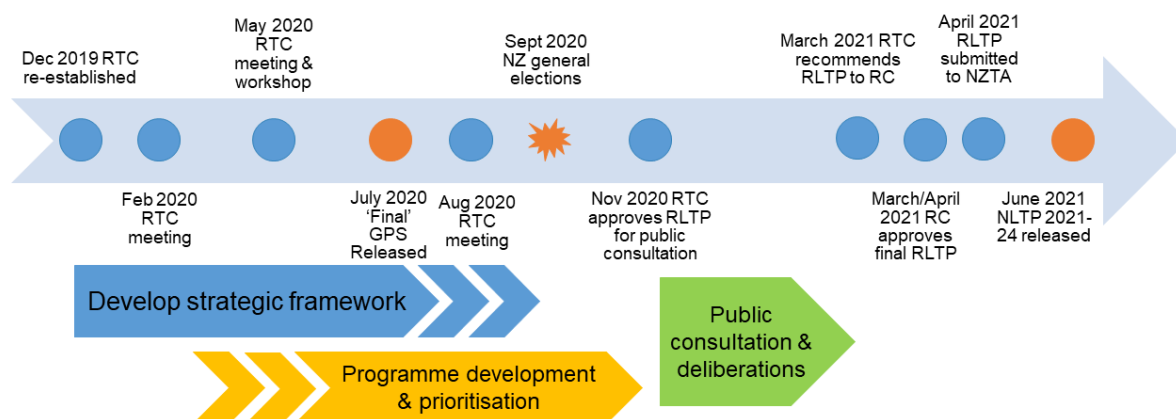 Dec 2019 RTC
re-established
Feb 2020
RTC
meeting
May 2020
RTC
meeting &
workshop
July 2020
‘Final’
GPS
Released
Aug 2020
RTC
meeting
Sept 2020
NZ general
elections
Nov 2020 RTC
approves RLTP
for public
consultation
March 2021 RTC
recommends
RLTP to RC
March/April
2021 RC
approves
final RLTP
April 2021
RLTP
submitted
to NZTA
June 2021
NLTP 2021-
24 released
Develop strategic framework
Programme development
& prioritisation
Public
consultation &
deliberations